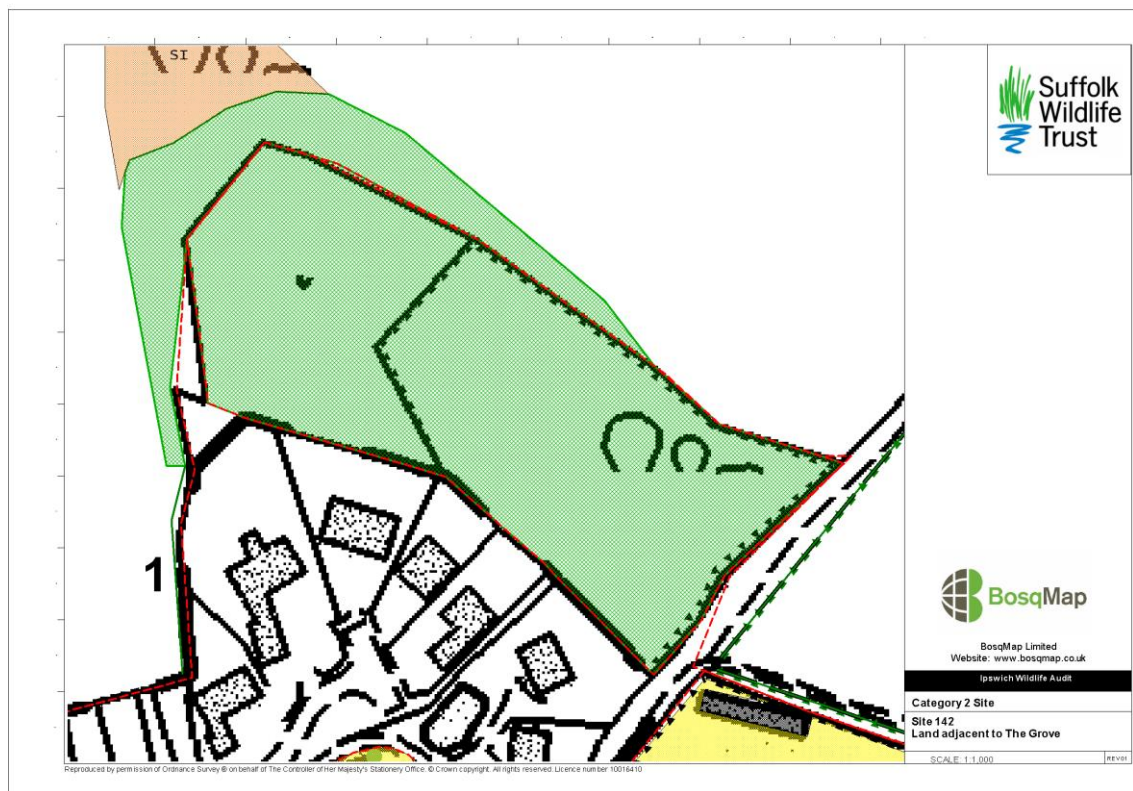 SI
1
Suffolk
Wildlife
Trust
BosqMap
BosqMap Limited
Website: www.bosqmap.co.uk
Ipswich Wildlife Audit
Category 2 Site
Site 142
Land adjacent to The Grove
SCALE: 1:1,000
REV01
Reproduced by permission of Ordnance Survey ® on behalf of The Controller of Her Majesty's Stationery Office. © Crown copyright. All rights reserved. Licence number 10016410